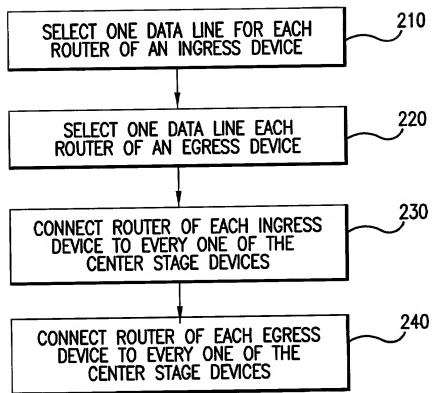 SELECT ONE DATA LINE FOR EACH
ROUTER OF AN INGRESS DEVICE
210
SELECT ONE DATA LINE EACH
ROUTER OF AN EGRESS DEVICE
220
CONNECT ROUTER OF EACH INGRESS
DEVICE TO EVERY ONE OF THE
CENTER STAGE DEVICES
230
CONNECT ROUTER OF EACH EGRESS
DEVICE TO EVERY ONE OF THE
CENTER STAGE DEVICES
240